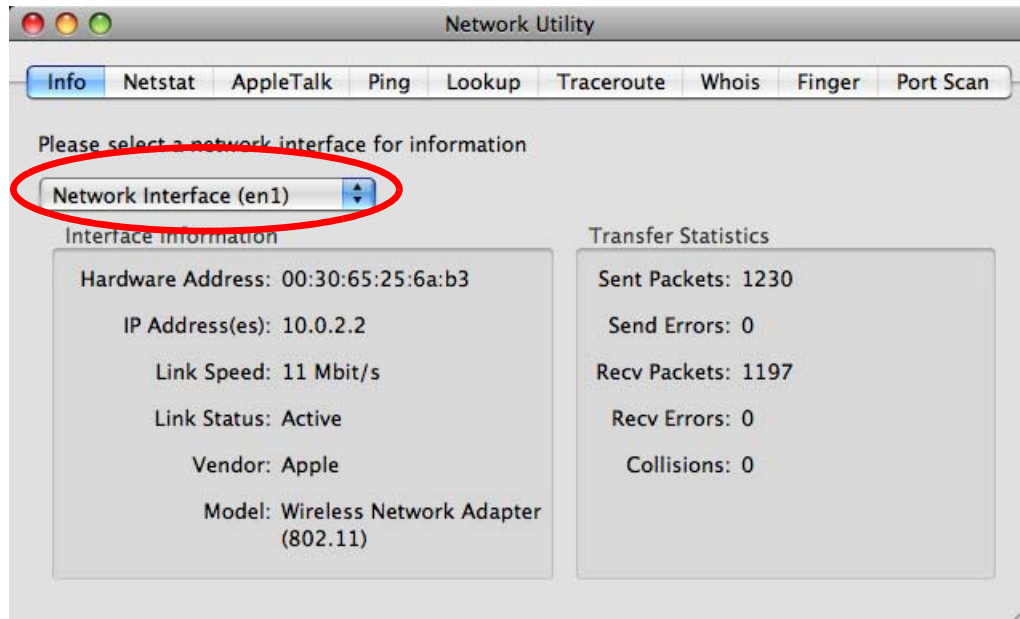 Network Utility
Info Netstat AppleTalk Ping Lookup Traceroute Whois Finger Port Scan
Please select a network interface for information
Network Interface (en1)
Interface Information
Hardware Address: 00:30:65:25:6a:b3
IP Address(es): 10.0.2.2
Link Speed: 11 Mbit/s
Link Status: Active
Vendor: Apple
Model: Wireless Network Adapter
(802.11)
Transfer Statistics
Sent Packets: 1230
Send Errors: 0
Recv Packets: 1197
Recv Errors: 0
Collisions: 0